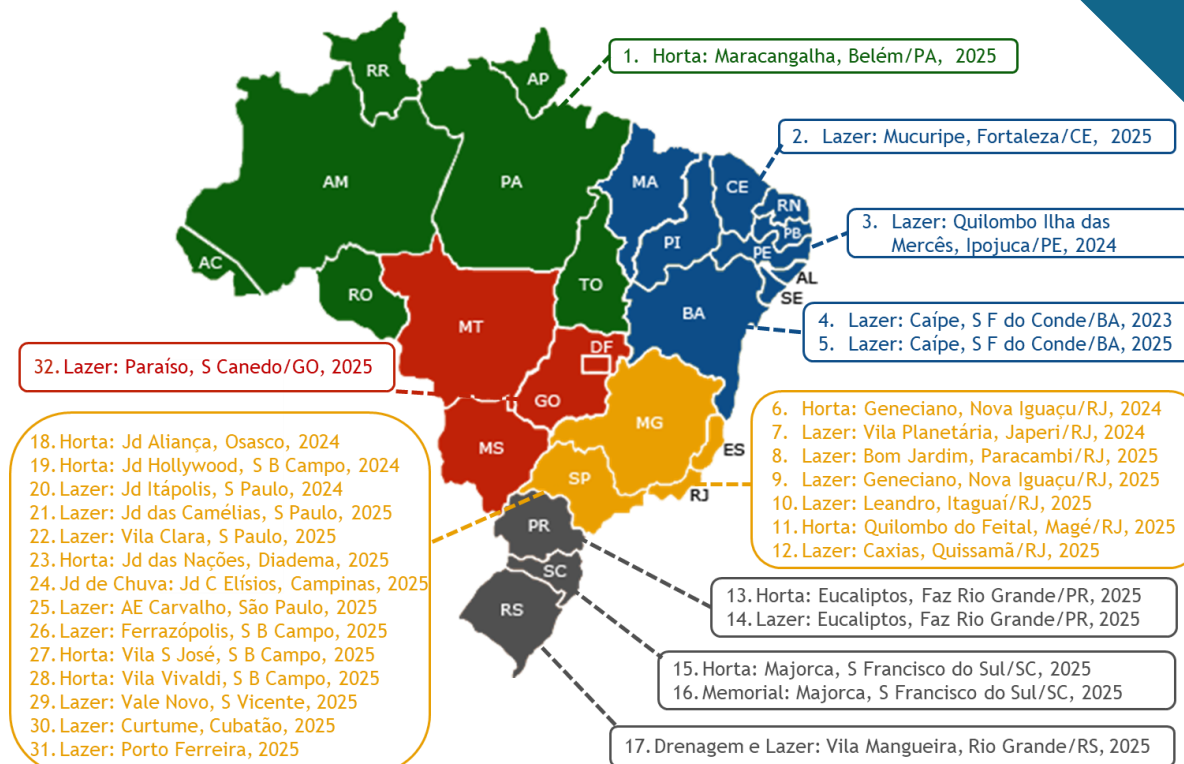 1. Horta: Maracangalha, Belém/PA, 2025
2. Lazer: Mucuripe, Fortaleza/CE, 2025
3. Lazer: Quilombo Ilha das
Mercês, Ipojuca/PE, 2024
4. Lazer: Caípe, S F do Conde/BA, 2023
5. Lazer: Caípe, S F do Conde/BA, 2025
RR
AP
AM
PA
MA
CE
RN
PB
PE
PI
AL
SE
AC
RO
TO
BA
MT
DF
GO
MG
ES
MS
SP
RJ
PR
SC
RS
32. Lazer: Paraíso, S Canedo/GO, 2025
6. Horta: Geneciano, Nova Iguaçu/RJ, 2024
7. Lazer: Vila Planetária, Japeri/RJ, 2024
8. Lazer: Bom Jardim, Paracambi/RJ, 2025
9. Lazer: Geneciano, Nova Iguaçu/RJ, 2025
10. Lazer: Leandro, Itaguaí/RJ, 2025
11. Horta: Quilombo do Feital, Magé/RJ, 2025
12. Lazer: Caxias, Quissamã/RJ, 2025
18. Horta: Jd Aliança, Osasco, 2024
19. Horta: Jd Hollywood, S B Campo, 2024
20. Lazer: Jd Itápolis, S Paulo, 2024
21. Lazer: Jd das Camélias, S Paulo, 2025
22. Lazer: Vila Clara, S Paulo, 2025
23. Horta: Jd das Nações, Diadema, 2025
24. Jd de Chuva: Jd C Elísios, Campinas, 2025
25. Lazer: AE Carvalho, São Paulo, 2025
26. Lazer: Ferrazópolis, S B Campo, 2025
27. Horta: Vila S José, S B Campo, 2025
28. Horta: Vila Vivaldi, S B Campo, 2025
29. Lazer: Vale Novo, S Vicente, 2025
30. Lazer: Curtume, Cubatão, 2025
31. Lazer: Porto Ferreira, 2025
13. Horta: Eucaliptos, Faz Rio Grande/PR, 2025
14. Lazer: Eucaliptos, Faz Rio Grande/PR, 2025
15. Horta: Majorca, S Francisco do Sul/SC, 2025
16. Memorial: Majorca, S Francisco do Sul/SC, 2025
17. Drenagem e Lazer: Vila Mangueira, Rio Grande/RS, 2025